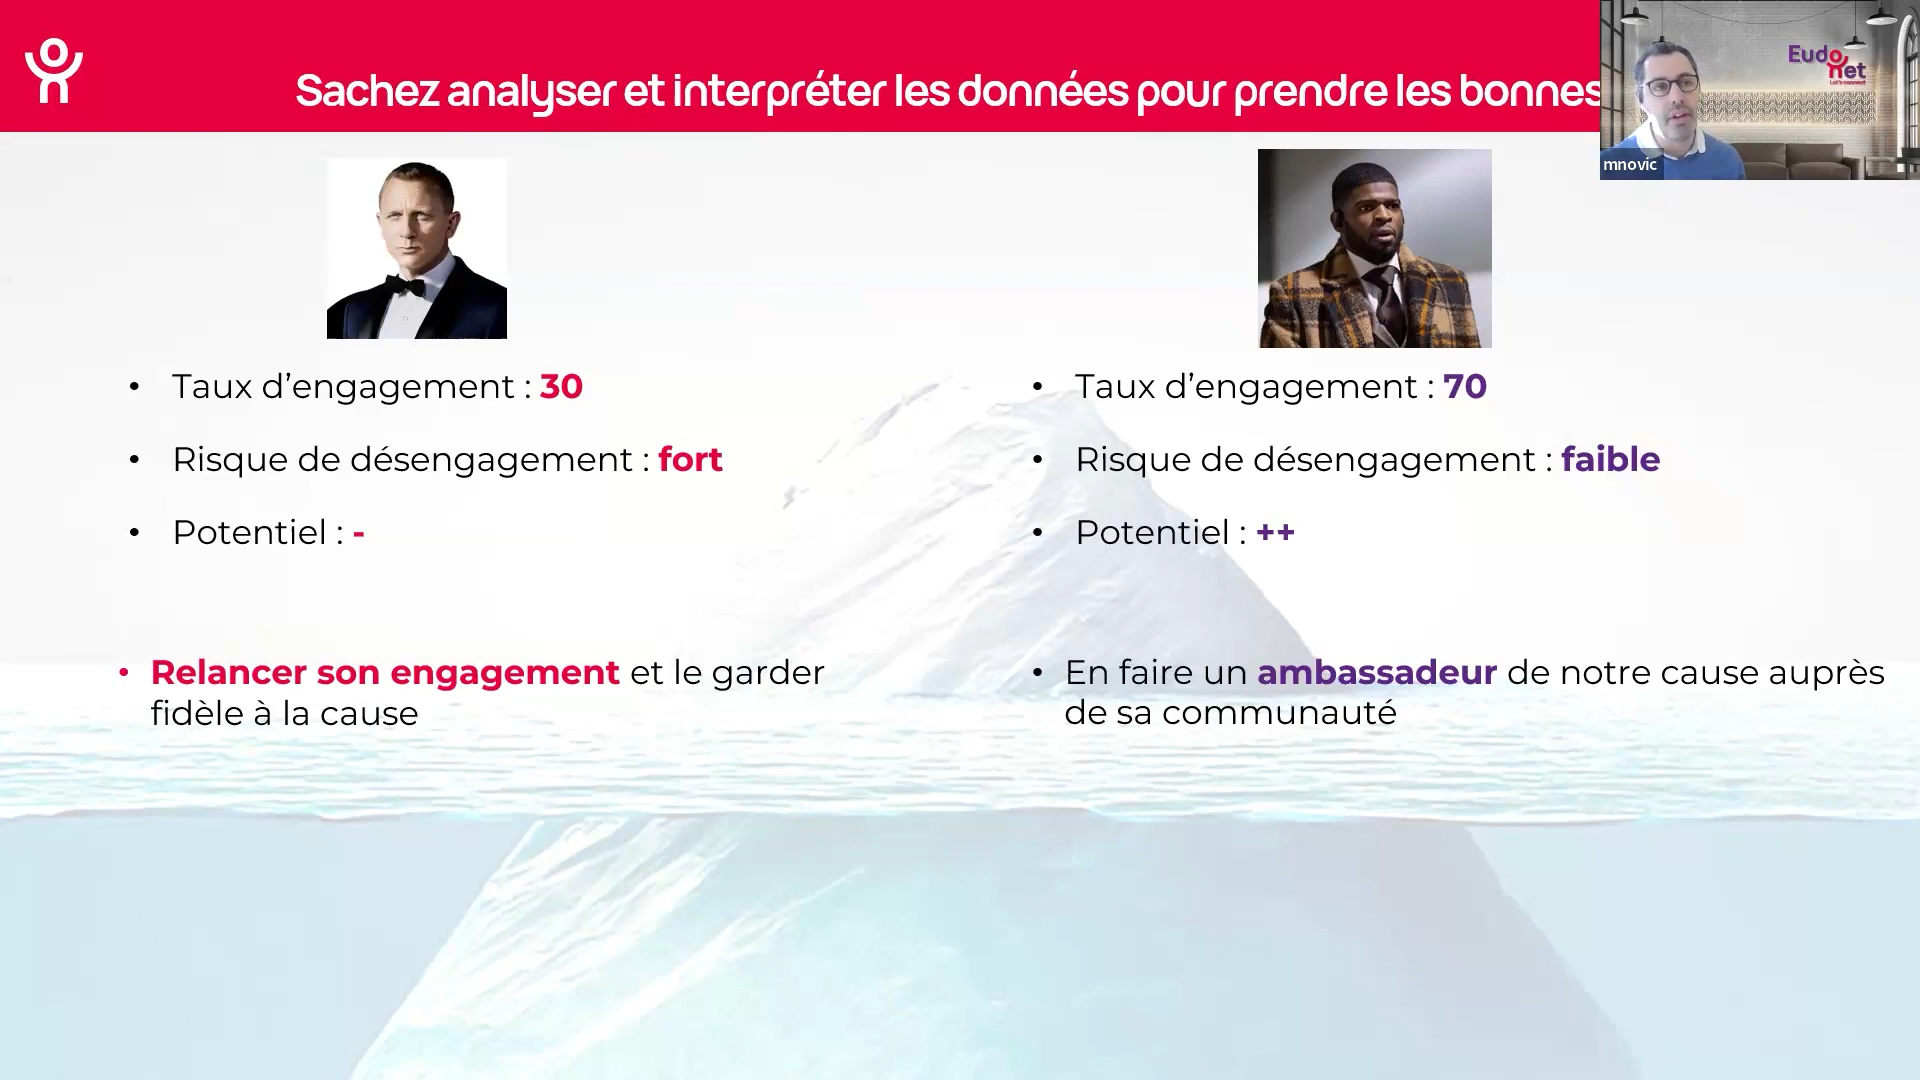 Sachez analyser et interpréter les données pour prendre les bonnes
Eudonet
Let's connect
mnovic
• Taux d’engagement : 30
• Risque de désengagement : fort
• Potentiel : -
• Relancer son engagement et le garder
fidèle à la cause
• Taux d’engagement : 70
• Risque de désengagement : faible
• Potentiel : ++
• En faire un ambassadeur de notre cause auprès
de sa communauté